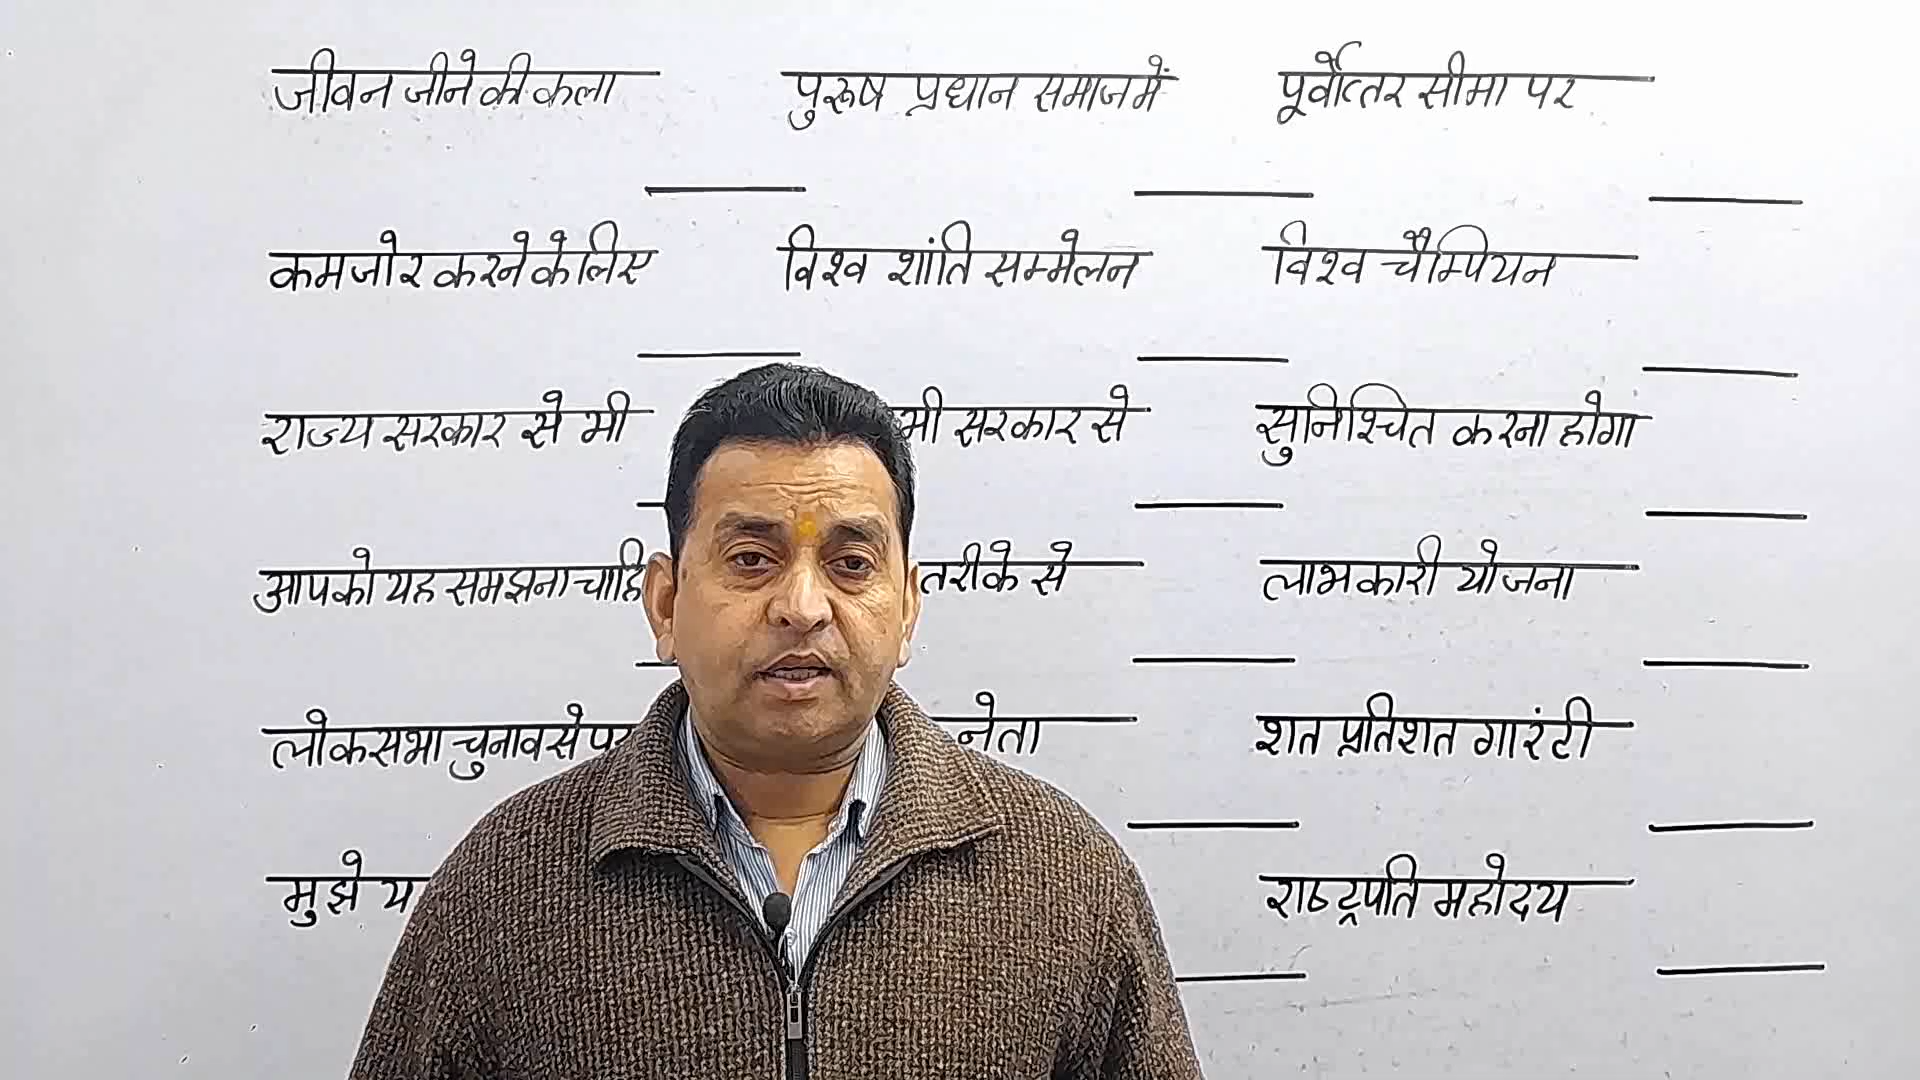 जीवन जीने की कला पुरूष प्रधान समाज में पूर्वोत्तर सीमा पर
कमजोर करने के लिए विश्व शांति सम्मेलन विश्व चैम्पियन
राज्य सरकार से भी भी सरकार से सुनिश्चित करना होगा
आपको यह समझना तरीके से लाभकारी योजना
लोकसभा चुनाव से नेता शत प्रतिशत गारंटी
मुझे राष्ट्रपति महोदय